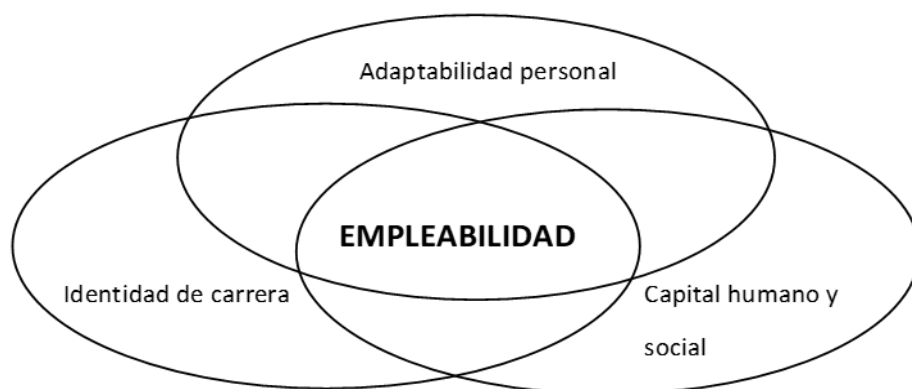 Adaptabilidad personal
EMPLEABILIDAD
Identidad de carrera
Capital humano y
social